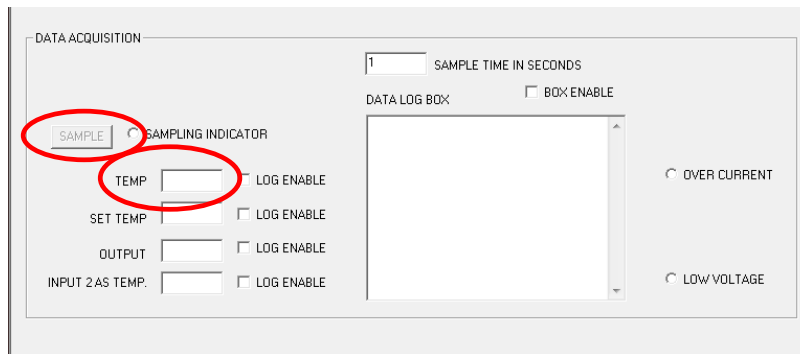 DATA ACQUISITION
1 SAMPLE TIME IN SECONDS
DATA LOG BOX BOX ENABLE
SAMPLE SAMPLING INDICATOR
TEMP LOG ENABLE
OVER CURRENT
SET TEMP LOG ENABLE
OUTPUT LOG ENABLE
INPUT 2 AS TEMP. LOG ENABLE
LOW VOLTAGE